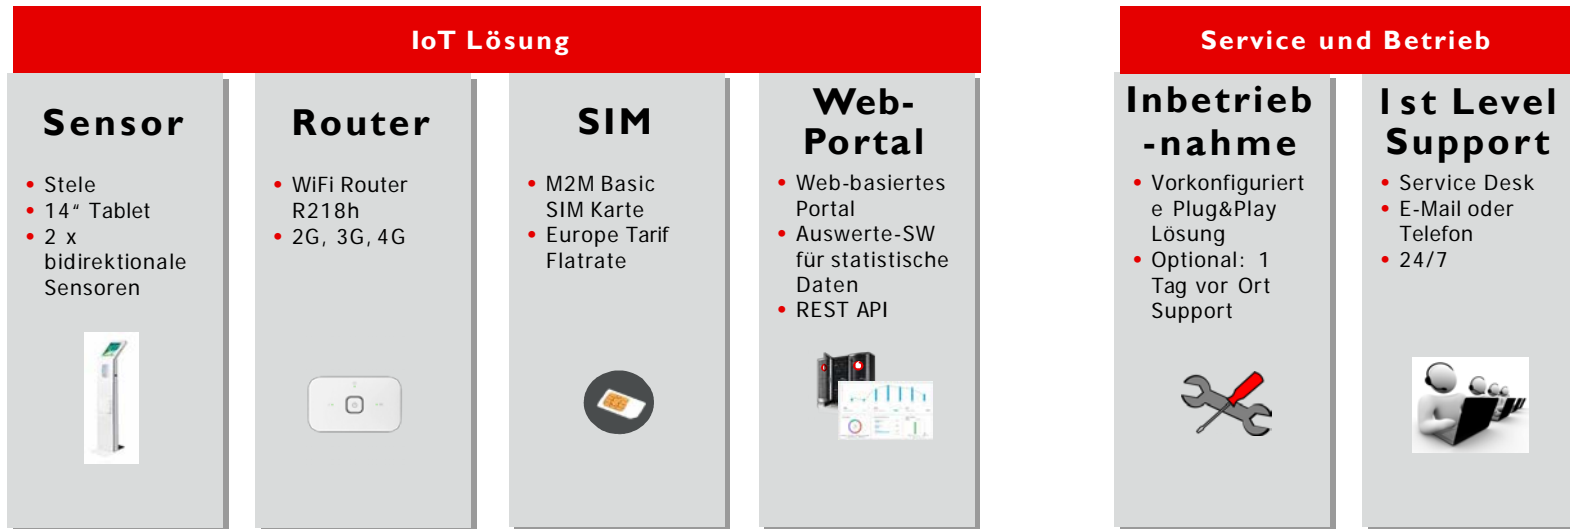 IoT Lösung
Service und Betrieb
Sensor
• Stele
• 14“ Tablet
• 2 x
bidirektionale
Sensoren
Router
• WiFi Router
R218h
• 2G, 3G, 4G
SIM
• M2M Basic
SIM Karte
• Europe Tarif
Flatrate
Web-
Portal
• Web-basiertes
Portal
• Auswerte-SW
für statistische
Daten
• REST API
Inbetrieb
-nahme
• Vorkonfiguriert
e Plug&Play
Lösung
• Optional: 1
Tag vor Ort
Support
1st Level
Support
• Service Desk
• E-Mail oder
Telefon
• 24/7